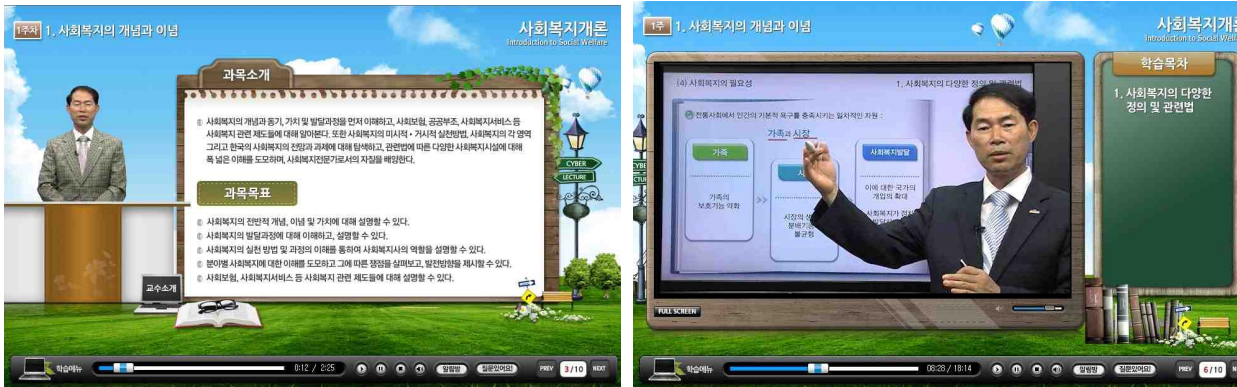 1주차 1. 사회복지의 개념과 이념
사회복지개론
Introduction to Social Welfare
과목소개
사회복지의 개념과 동기, 가치 및 발달과정을 먼저 이해하고, 사회보험, 공공부조, 사회복지서비스 등
사회복지 관련 제도들에 대해 알아본다. 또한 사회복지의 미시적·거시적 실천방법, 사회복지의 각 영역
그리고 한국의 사회복지의 전망과 과제에 대해 탐색하고, 관련법에 따른 다양한 사회복지시설에 대해
폭 넓은 이해를 도모하며, 사회복지전문가로서의 자질을 배양한다.
과목목표
사회복지의 전반적 개념, 이념 및 가치에 대해 설명할 수 있다.
사회복지의 발달과정에 대해 이해하고, 설명할 수 있다.
사회복지의 실천 방법 및 과정의 이해를 통하여 사회복지사의 역할을 설명할 수 있다.
분야별 사회복지에 대한 이해를 도모하고 그에 따른 쟁점을 살펴보고, 발전방향을 제시할 수 있다.
사회보험, 사회복지서비스 등 사회복지 관련 제도들에 대해 설명할 수 있다.
CYBER
LECTURE
교수소개
학습메뉴 0:12 / 2:25 알림방 질문있어요! PREV 3/10 NEXT
1주 1. 사회복지의 개념과 이념
사회복지개
Introduction to Social Welf
(4) 사회복지의 필요성 1. 사회복지의 다양한 정의 및 관련법
전통사회에서 인간의 기본적 욕구를 충족시키는 일차적인 자원 :
가족과 시장
가족
가족의
보호기능 약화
>>
시
시장의 생
분배기
불균형
사회복지발달
이에 대한 국가의
개입의 확대
사회복지가 점차
학습목차
1. 사회복지의 다양한
정의 및 관련법
FULL SCREEN
학습메뉴 08:28 / 18:14 알림방 질문있어요! PREV 6/10 N